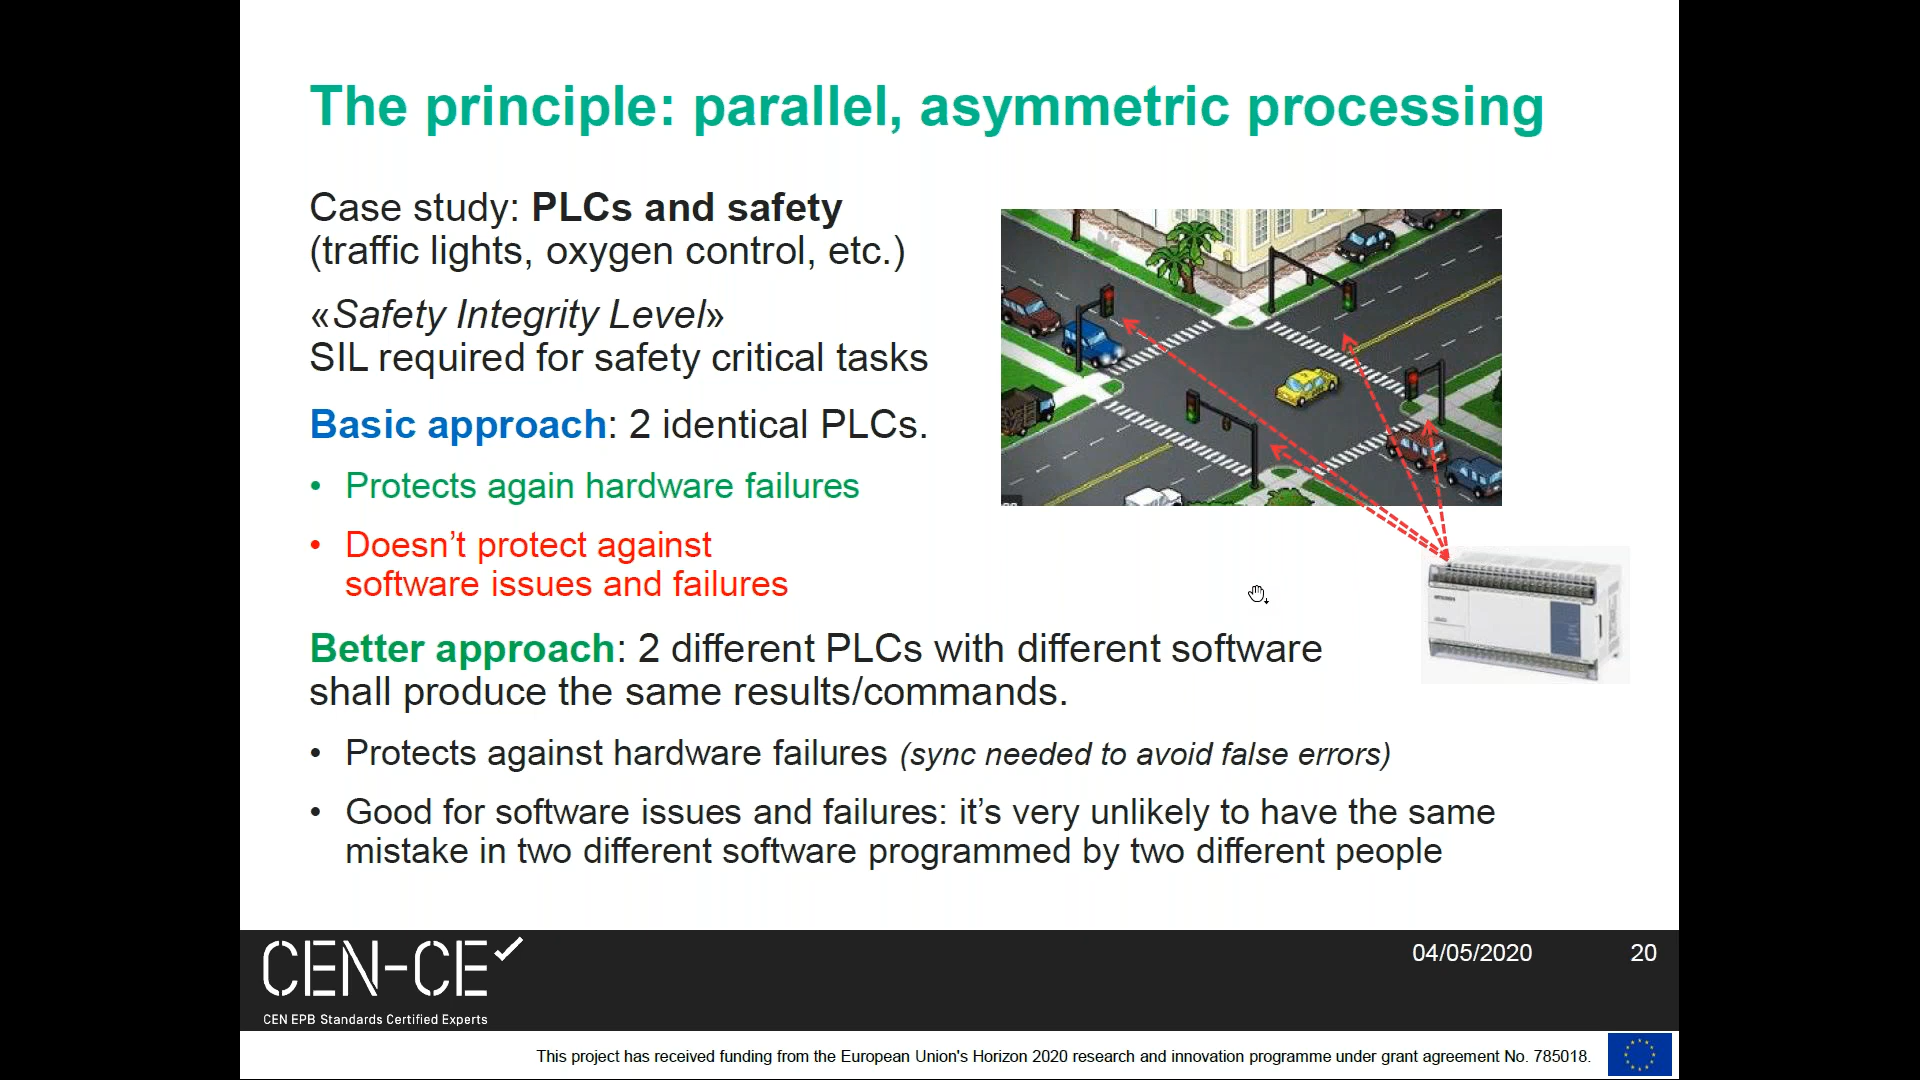 The principle: parallel, asymmetric processing
Case study: PLCs and safety
(traffic lights, oxygen control, etc.)
«Safety Integrity Level»
SIL required for safety critical tasks
Basic approach: 2 identical PLCs.
• Protects again hardware failures
• Doesn’t protect against
software issues and failures
Better approach: 2 different PLCs with different software
shall produce the same results/commands.
• Protects against hardware failures (sync needed to avoid false errors)
• Good for software issues and failures: it’s very unlikely to have the same
mistake in two different software programmed by two different people
CEN-CE
CEN EPB Standards Certified Experts
04/05/2020
20
This project has received funding from the European Union's Horizon 2020 research and innovation programme under grant agreement No. 785018.